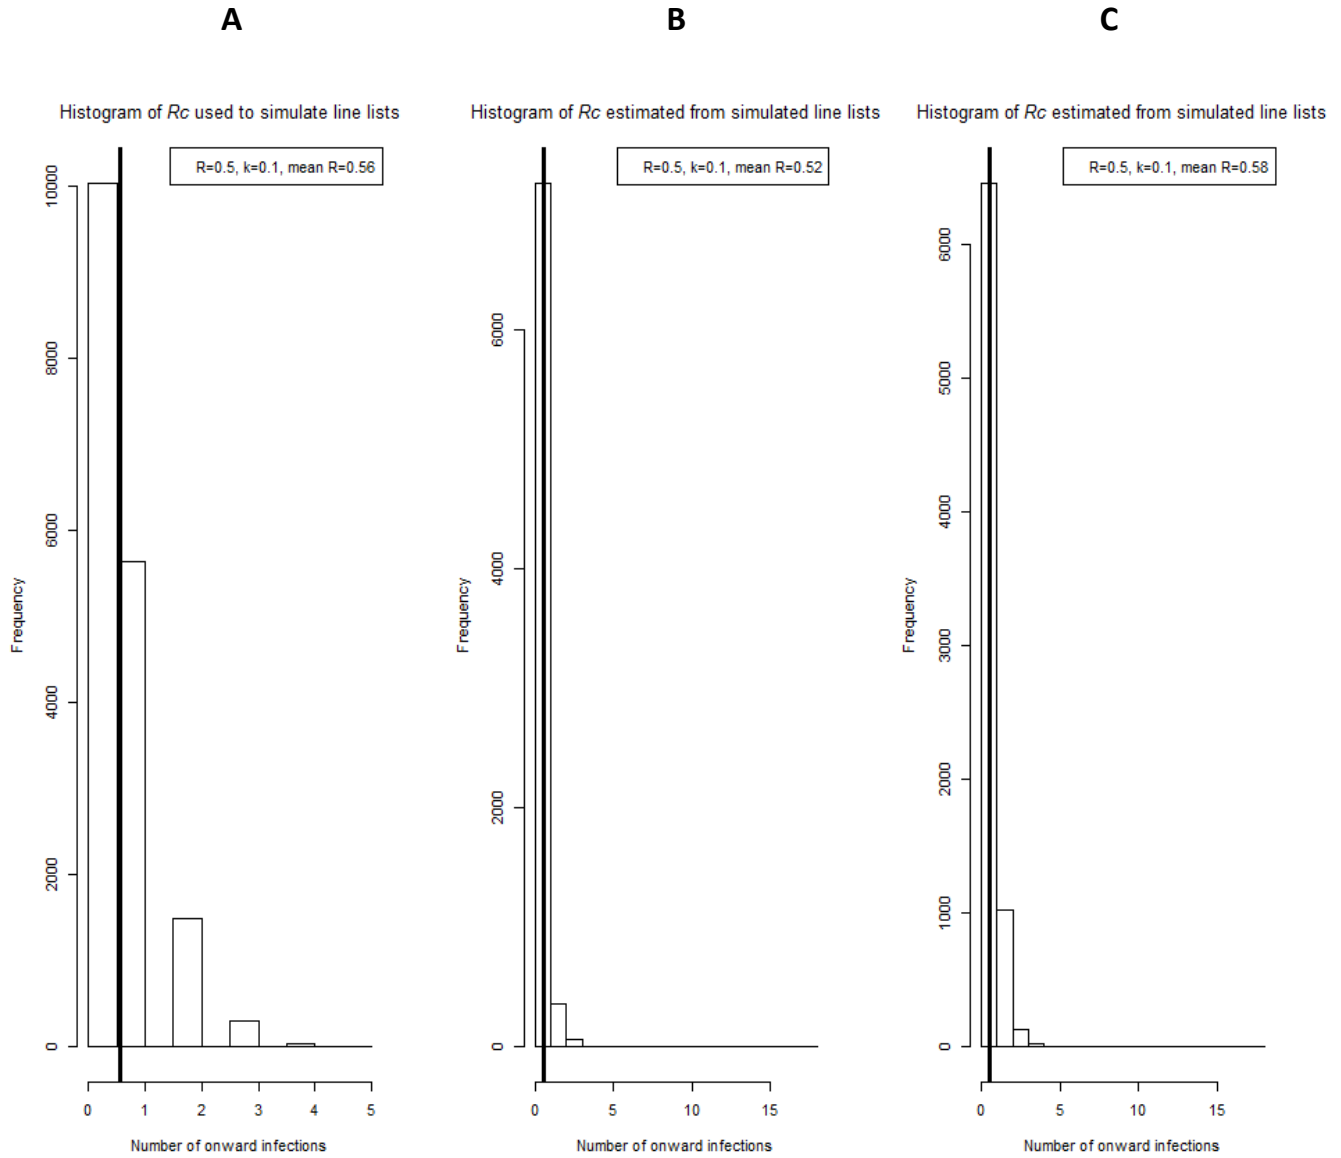 A
B
C
Histogram of Rc used to simulate line lists
Histogram of Rc estimated from simulated line lists
Histogram of Rc estimated from simulated line lists
R=0.5, k=0.1, mean R=0.56
R=0.5, k=0.1, mean R=0.52
R=0.5, k=0.1, mean R=0.58
Frequency
10000
8000
6000
4000
2000
0
0 1 2 3 4 5
Number of onward infections
Frequency
6000
4000
2000
0
0 5 10 15
Number of onward infections
Frequency
6000
5000
4000
3000
2000
1000
0
0 5 10 15
Number of onward infections